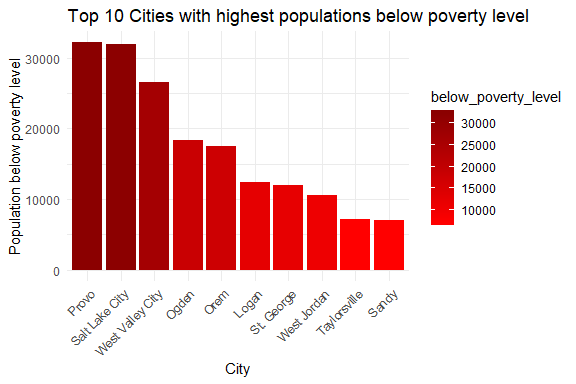 Top 10 Cities with highest populations below poverty level
Population below poverty level
30000
20000
10000
0
Provo
Salt Lake City
West Valley City
Ogden
Orem
Logan
St. George
West Jordan
Taylorsville
Sandy
City
below_poverty_level
30000
25000
20000
15000
10000